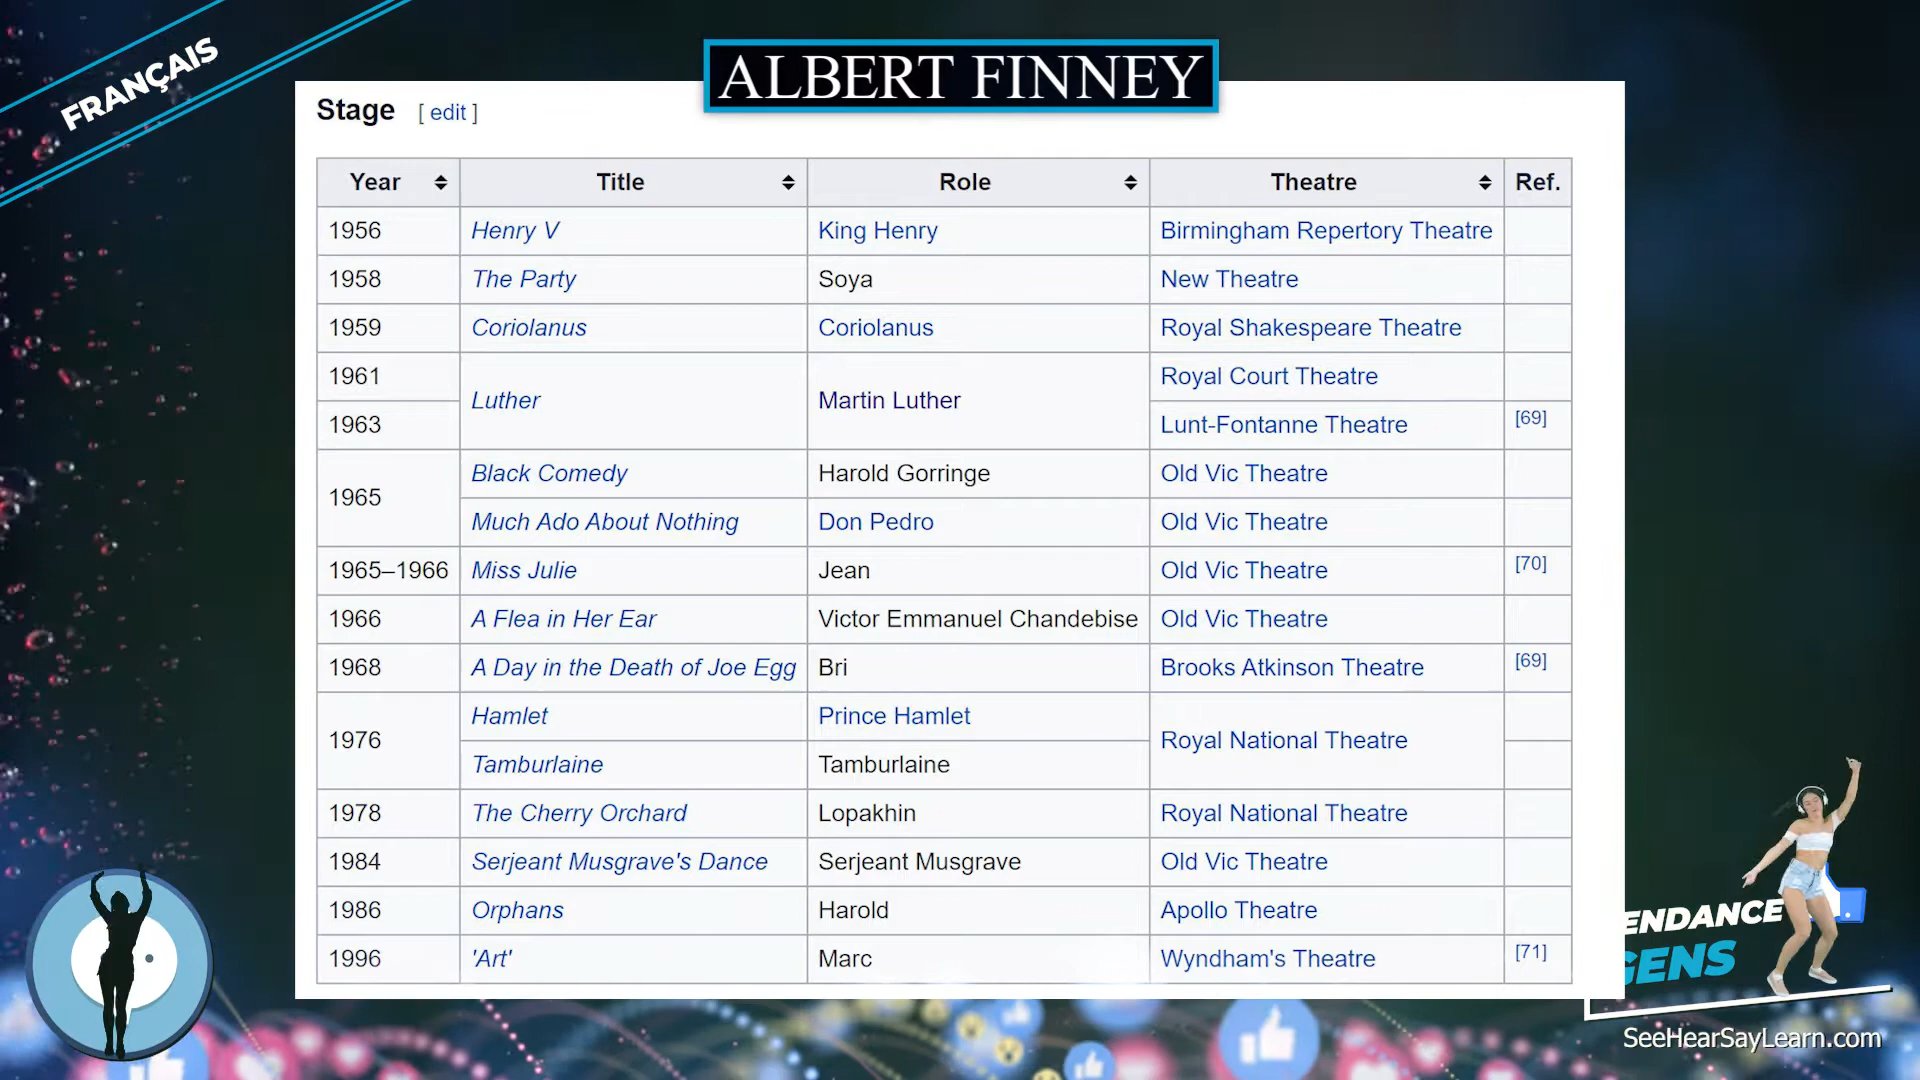 FRANÇAIS
ALBERT FINNEY
Stage [ edit ]
Year Title Role Theatre Ref.
1956 Henry V King Henry Birmingham Repertory Theatre
1958 The Party Soya New Theatre
1959 Coriolanus Coriolanus Royal Shakespeare Theatre
1961 Luther Martin Luther Royal Court Theatre
1963 Lunt-Fontanne Theatre [69]
1965 Black Comedy Harold Gorringe Old Vic Theatre
Much Ado About Nothing Don Pedro Old Vic Theatre
1965–1966 Miss Julie Jean Old Vic Theatre [70]
1966 A Flea in Her Ear Victor Emmanuel Chandebise Old Vic Theatre
1968 A Day in the Death of Joe Egg Bri Brooks Atkinson Theatre [69]
1976 Hamlet Prince Hamlet Royal National Theatre
Tamburlaine Tamburlaine
1978 The Cherry Orchard Lopakhin Royal National Theatre
1984 Serjeant Musgrave's Dance Serjeant Musgrave Old Vic Theatre
1986 Orphans Harold Apollo Theatre
1996 'Art' Marc Wyndham's Theatre [71]
ENDANCE
GENS
SeeHearSayLearn.com